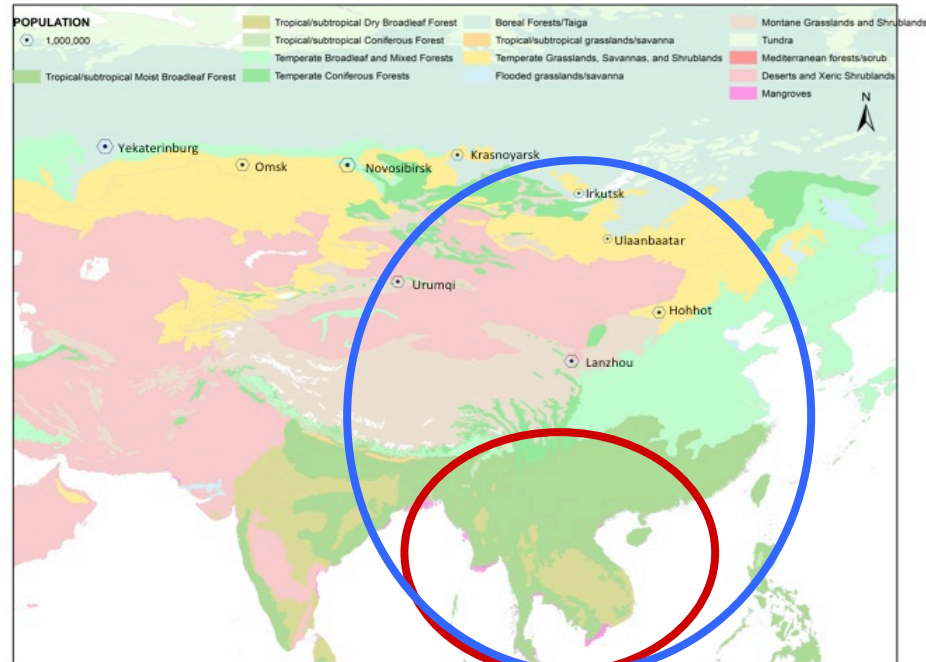 POPULATION
1,000,000
Tropical/subtropical Moist Broadleaf Forest
Tropical/subtropical Dry Broadleaf Forest
Tropical/subtropical Coniferous Forest
Temperate Broadleaf and Mixed Forests
Temperate Coniferous Forests
Boreal Forests/Taiga
Tropical/subtropical grasslands/savanna
Temperate Grasslands, Savannas, and Shrublands
Flooded grasslands/savanna
Montane Grasslands and Shrublands
Tundra
Mediterranean forests/scrub
Deserts and Xeric Shrublands
Mangroves
N
Yekaterinburg
Omsk
Novosibirsk
Krasnoyarsk
Irkutsk
Ulaanbaatar
Urumqi
Hohhot
Lanzhou